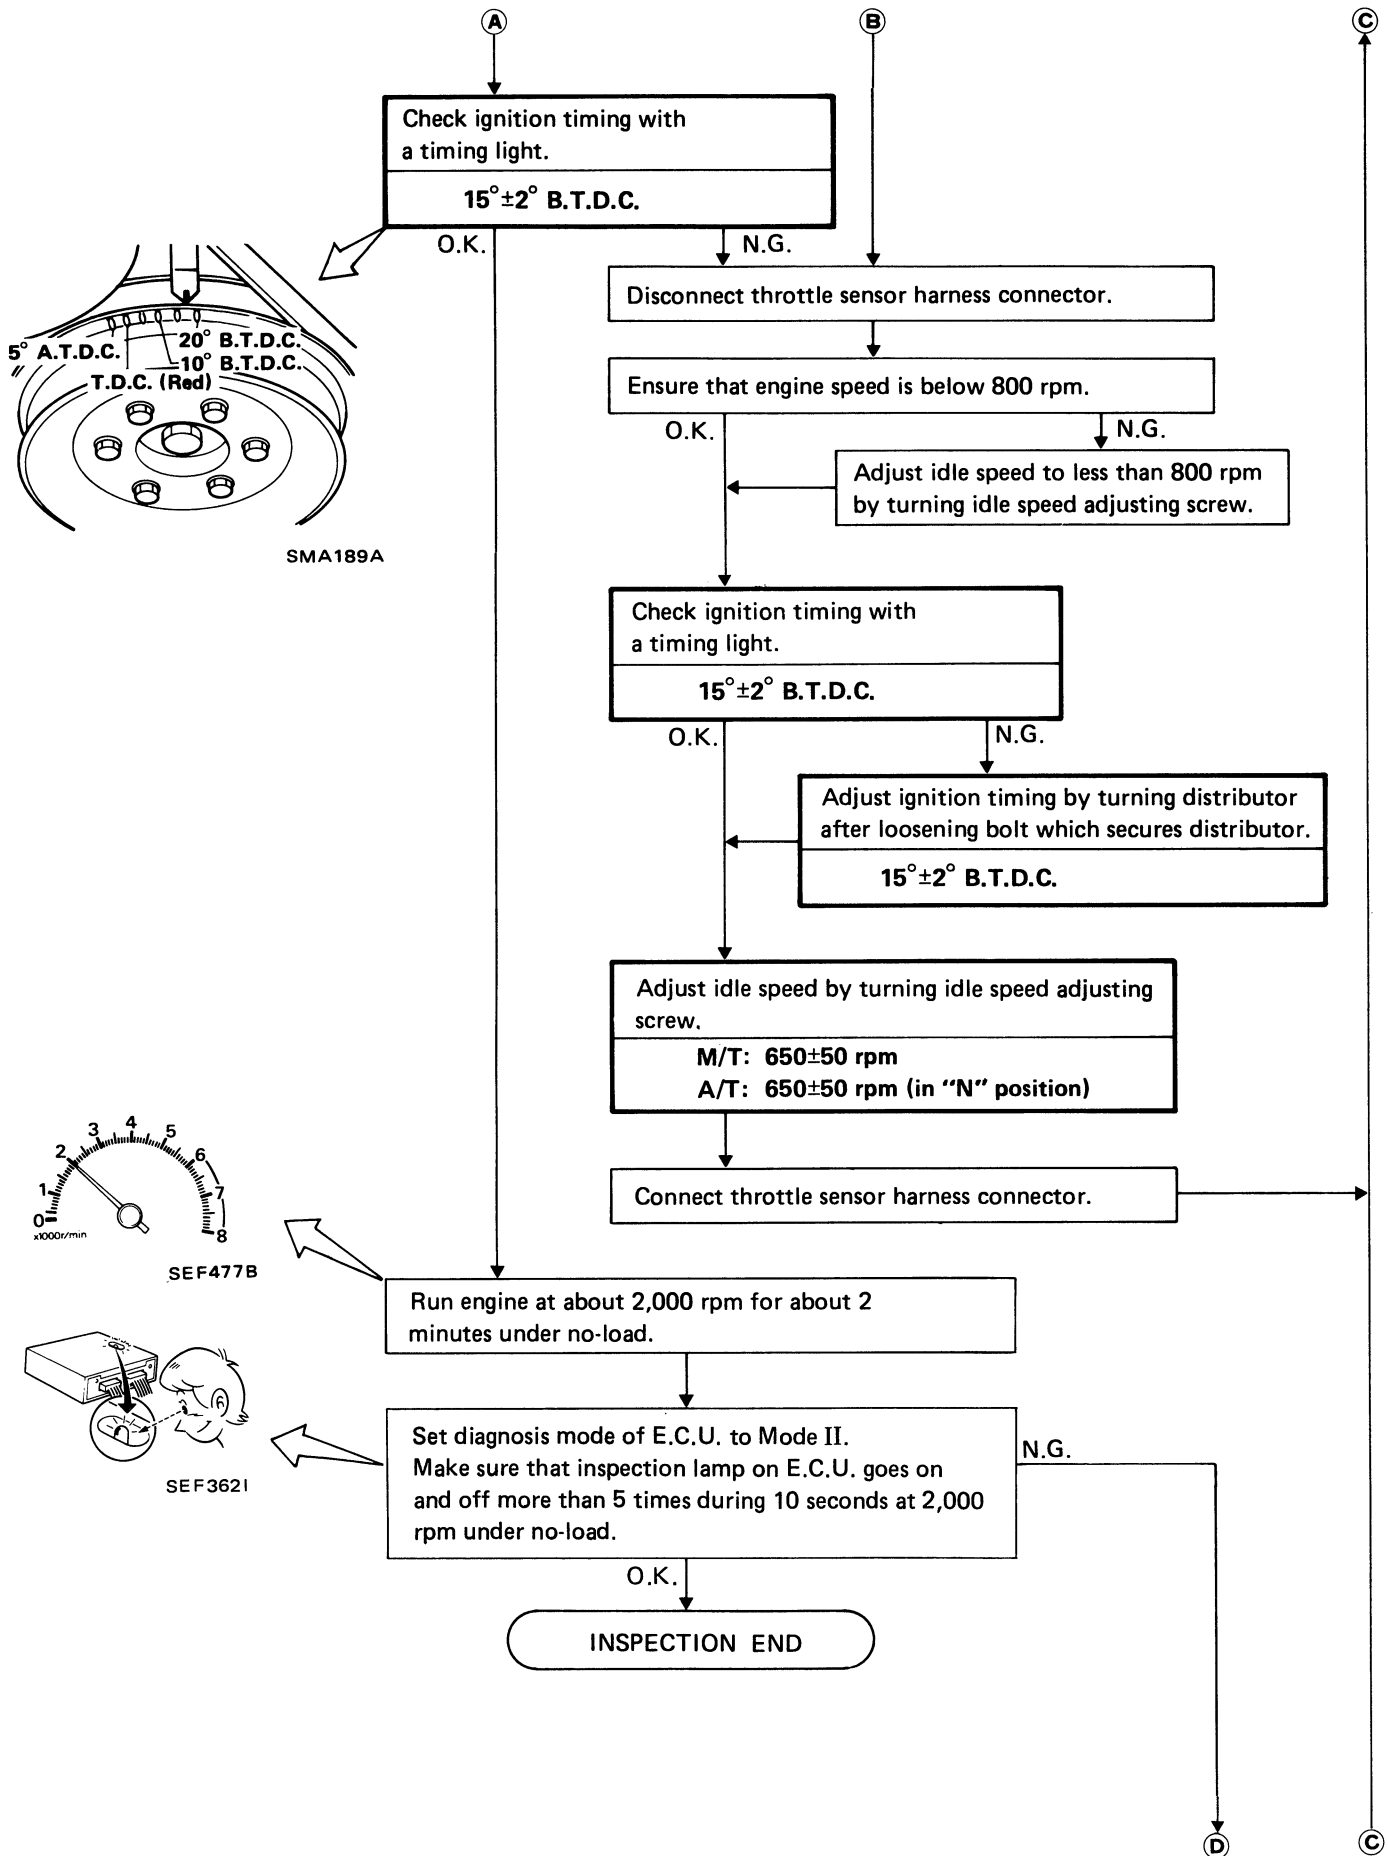 A
B
C
Check ignition timing with
a timing light.
15°±2° B.T.D.C.
O.K.
N.G.
Disconnect throttle sensor harness connector.
5° A.T.D.C.
20° B.T.D.C.
10° B.T.D.C.
T.D.C. (Red)
SMA189A
Ensure that engine speed is below 800 rpm.
O.K.
N.G.
Adjust idle speed to less than 800 rpm
by turning idle speed adjusting screw.
Check ignition timing with
a timing light.
15°±2° B.T.D.C.
O.K.
N.G.
Adjust ignition timing by turning distributor
after loosening bolt which secures distributor.
15°±2° B.T.D.C.
Adjust idle speed by turning idle speed adjusting
screw.
M/T: 650±50 rpm
A/T: 650±50 rpm (in "N" position)
Connect throttle sensor harness connector.
0
1
2
3
4
5
6
7
8
x1000r/min
SEF477B
Run engine at about 2,000 rpm for about 2
minutes under no-load.
SEF362I
Set diagnosis mode of E.C.U. to Mode II.
Make sure that inspection lamp on E.C.U. goes on
and off more than 5 times during 10 seconds at 2,000
rpm under no-load.
N.G.
O.K.
INSPECTION END
D
C